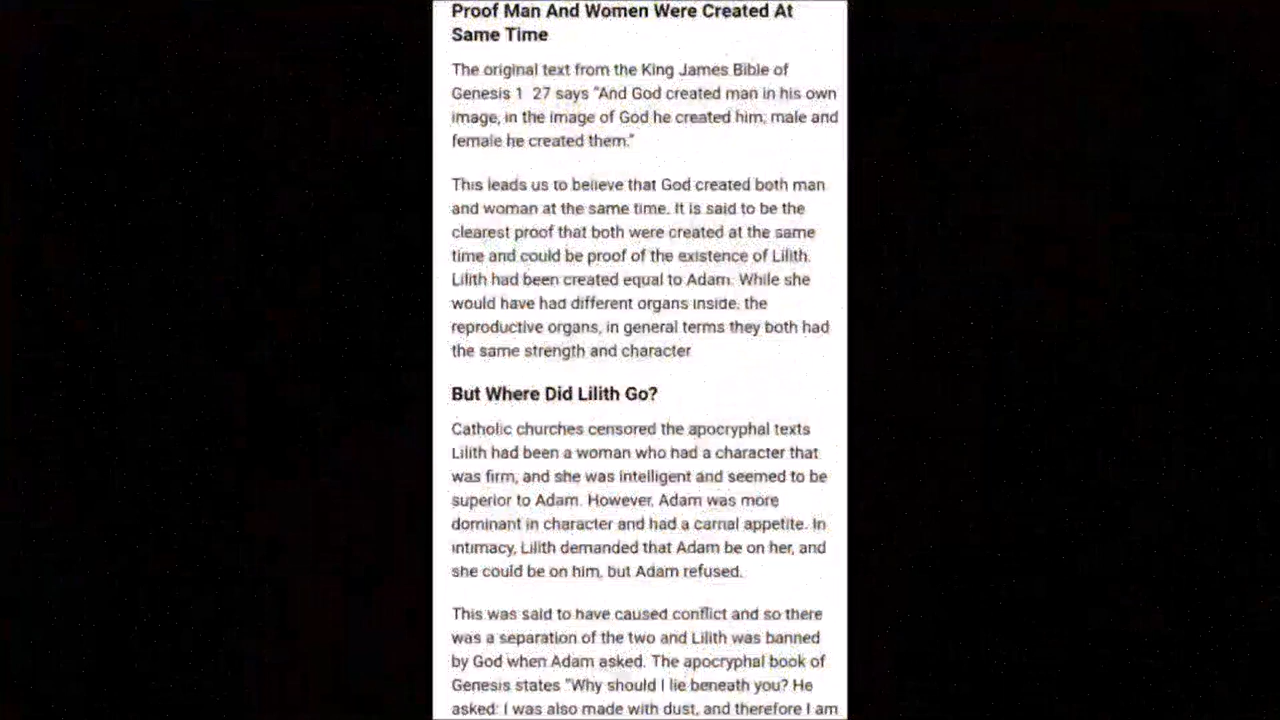 Proof Man And Women Were Created At
Same Time
The original text from the King James Bible of
Genesis 1 27 says "And God created man in his own
image, in the image of God he created him; male and
female he created them."
This leads us to believe that God created both man
and woman at the same time. It is said to be the
clearest proof that both were created at the same
time and could be proof of the existence of Lilith.
Lilith had been created equal to Adam. While she
would have had different organs inside, the
reproductive organs, in general terms they both had
the same strength and character
But Where Did Lilith Go?
Catholic churches censored the apocryphal texts
Lilith had been a woman who had a character that
was firm, and she was intelligent and seemed to be
superior to Adam. However, Adam was more
dominant in character and had a carnal appetite. In
intimacy, Lilith demanded that Adam be on her, and
she could be on him, but Adam refused.
This was said to have caused conflict and so there
was a separation of the two and Lilith was banned
by God when Adam asked. The apocryphal book of
Genesis states "Why should I lie beneath you? He
asked: I was also made with dust, and therefore I am